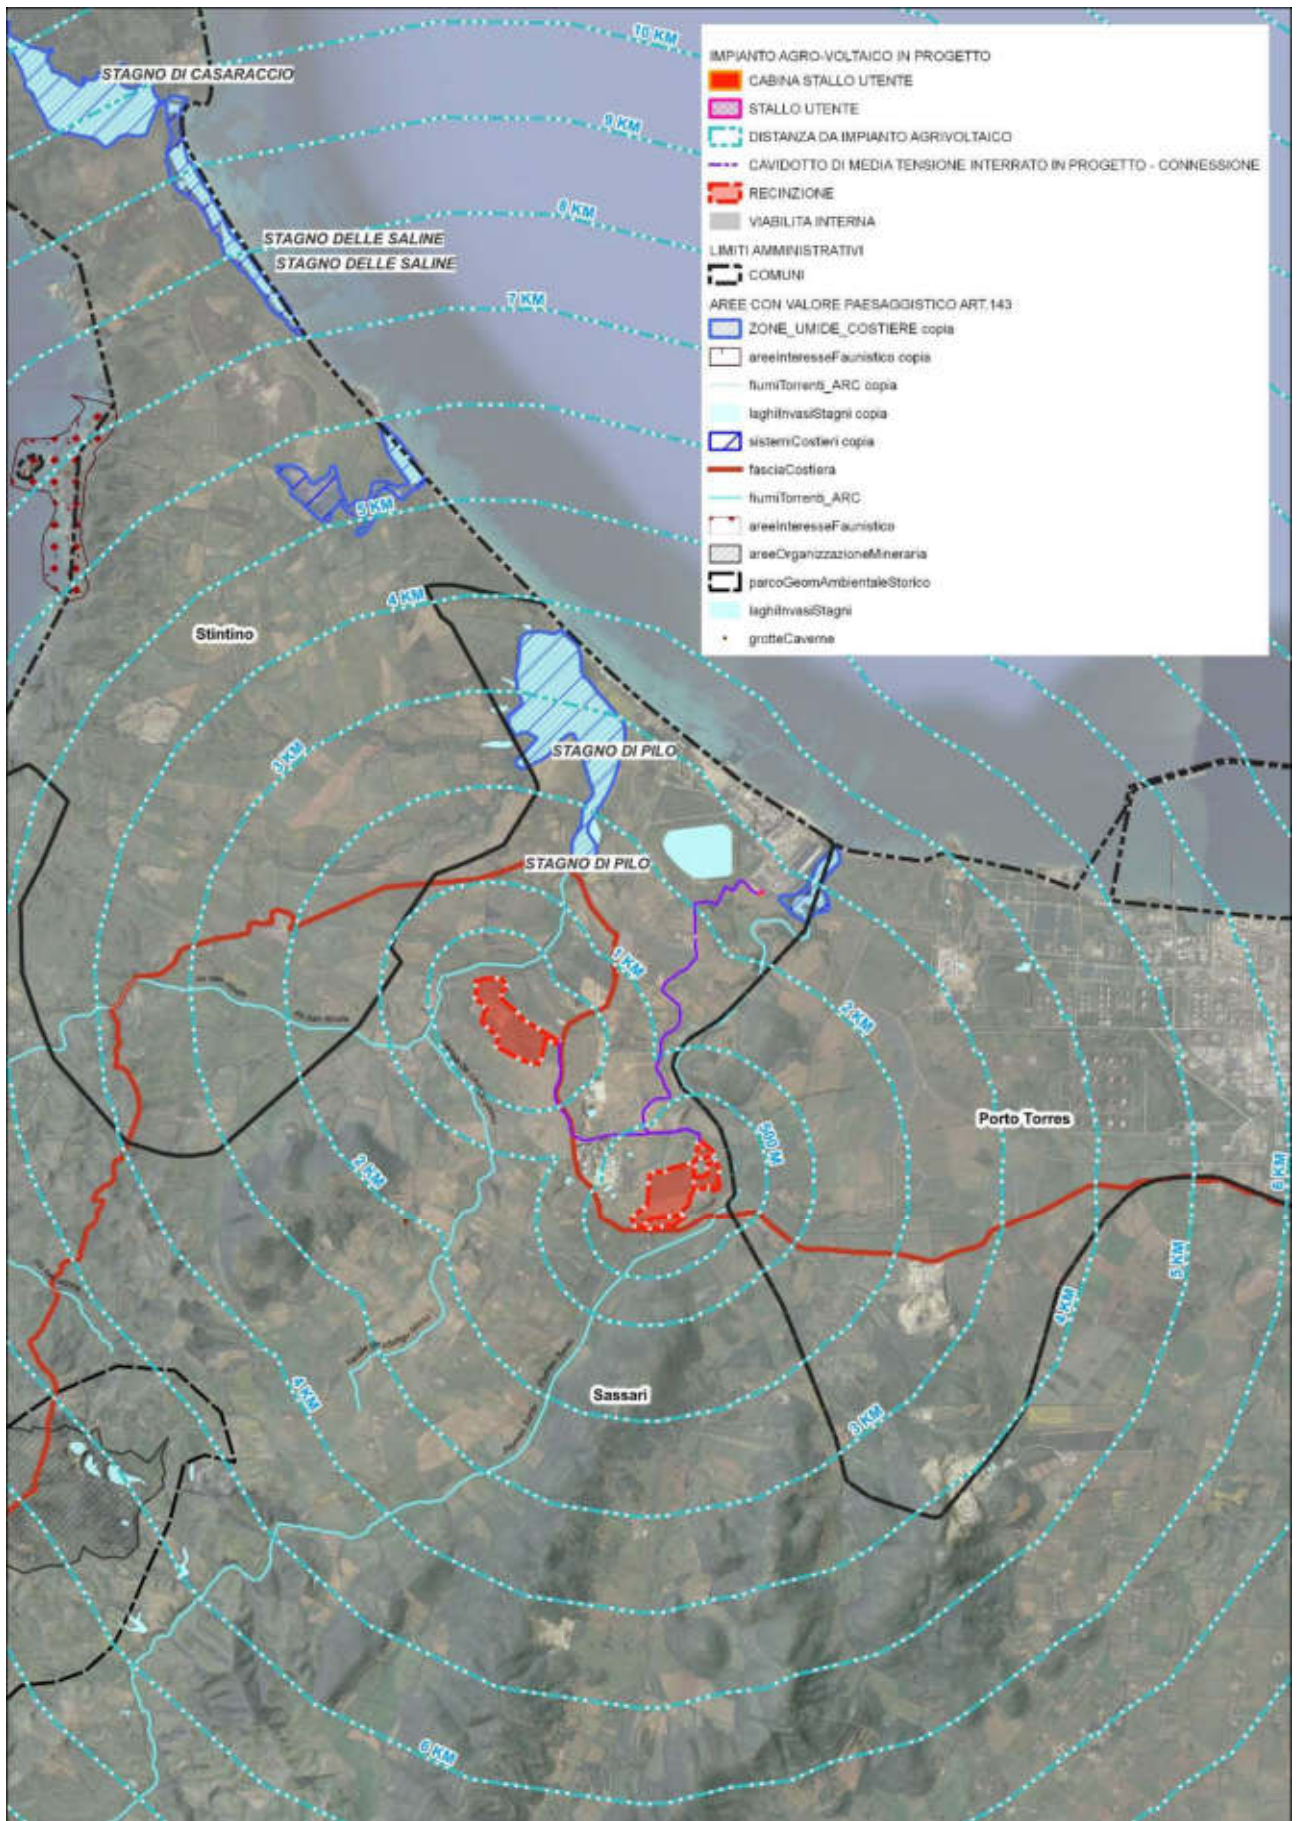 10 KM
STAGNO DI CASARACCIO
9 KM
8 KM
STAGNO DELLE SALINE
STAGNO DELLE SALINE
7 KM
5 KM
4 KM
Stintino
3 KM
STAGNO DI PILO
STAGNO DI PILO
1 KM
2 KM
500 M
Porto Torres
6 KM
2 KM
5 KM
4 KM
4 KM
Sassari
3 KM
6 KM
IMPIANTO AGRO-VOLTAICO IN PROGETTO
CABINA STALLO UTENTE
STALLO UTENTE
DISTANZA DA IMPIANTO AGRIVOLTAICO
CAVIDOTTO DI MEDIA TENSIONE INTERRATO IN PROGETTO - CONNESSIONE
RECINZIONE
VIABILITA INTERNA
LIMITI AMMINISTRATIVI
COMUNI
AREE CON VALORE PAESAGGISTICO ART.143
ZONE_UMIDE_COSTIERE copia
areeInteresseFaunistico copia
fiumiTorrenti_ARC copia
laghiInvasiStagni copia
sistemiCostieri copia
fasciaCostiera
fiumiTorrenti_ARC
areeInteresseFaunistico
areeOrganizzazioneMineraria
parcoGeomAmbientaleStorico
laghiInvasiStagni
grotteCaverne